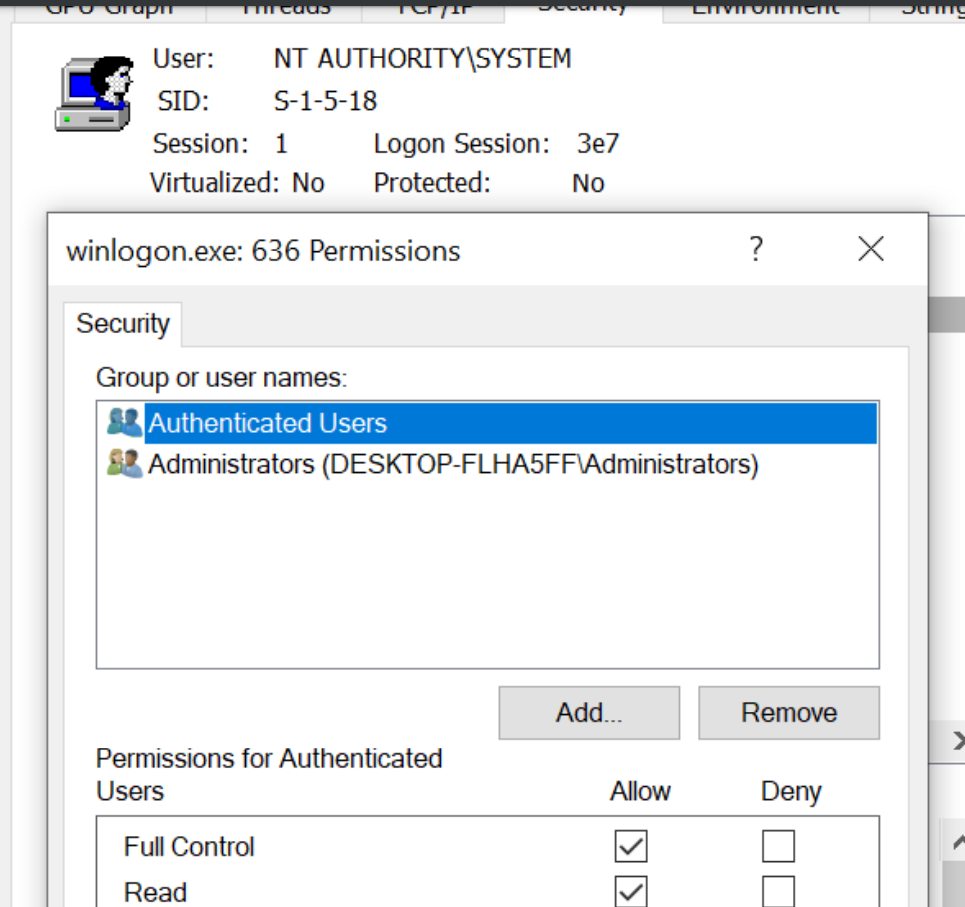 GPU Graph Threads TCP/IP Security Environment
User: NT AUTHORITY\SYSTEM
SID: S-1-5-18
Session: 1 Logon Session: 3e7
Virtualized: No Protected: No
winlogon.exe: 636 Permissions ?
Security
Group or user names:
Authenticated Users
Administrators (DESKTOP-FLHA5FF\Administrators)
Add... Remove
Permissions for Authenticated
Users Allow Deny
Full Control
Read